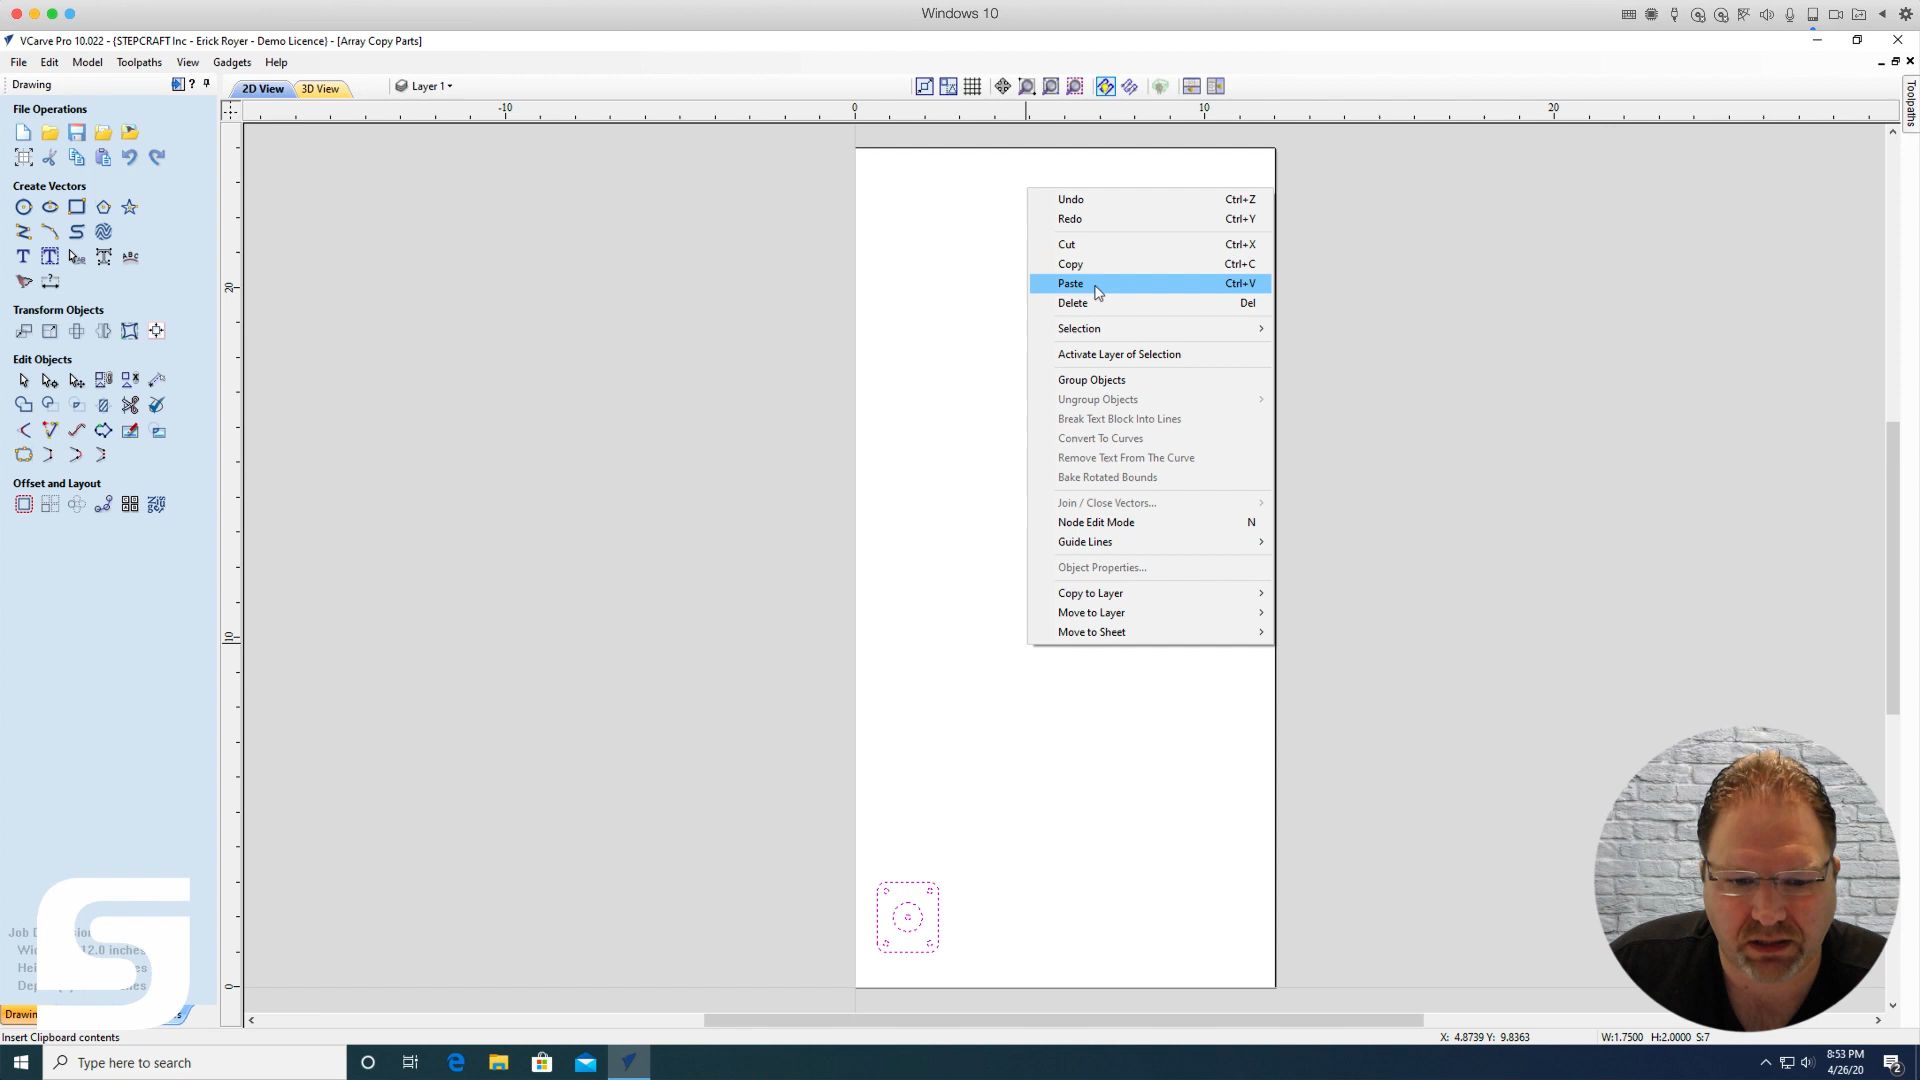 Windows 10
VCarve Pro 10.022 - {STEPCRAFT Inc - Erick Royer - Demo Licence} - [Array Copy Parts]
File Edit Model Toolpaths View Gadgets Help
Drawing ?
2D View 3D View Layer 1
Toolpaths
-10 0 10 20
File Operations
Create Vectors
Transform Objects
Edit Objects
Offset and Layout
20
10
0
Undo Ctrl+Z
Redo Ctrl+Y
Cut Ctrl+X
Copy Ctrl+C
Paste Ctrl+V
Delete Del
Selection
Activate Layer of Selection
Group Objects
Ungroup Objects
Break Text Block Into Lines
Convert To Curves
Remove Text From The Curve
Bake Rotated Bounds
Join / Close Vectors...
Node Edit Mode N
Guide Lines
Object Properties...
Copy to Layer
Move to Layer
Move to Sheet
Job
12.0 inches
Drawin
Insert Clipboard contents
X: 4.8739 Y: 9.8363 W:1.7500 H:2.0000 S:7
Type here to search
8:53 PM
4/26/20
2